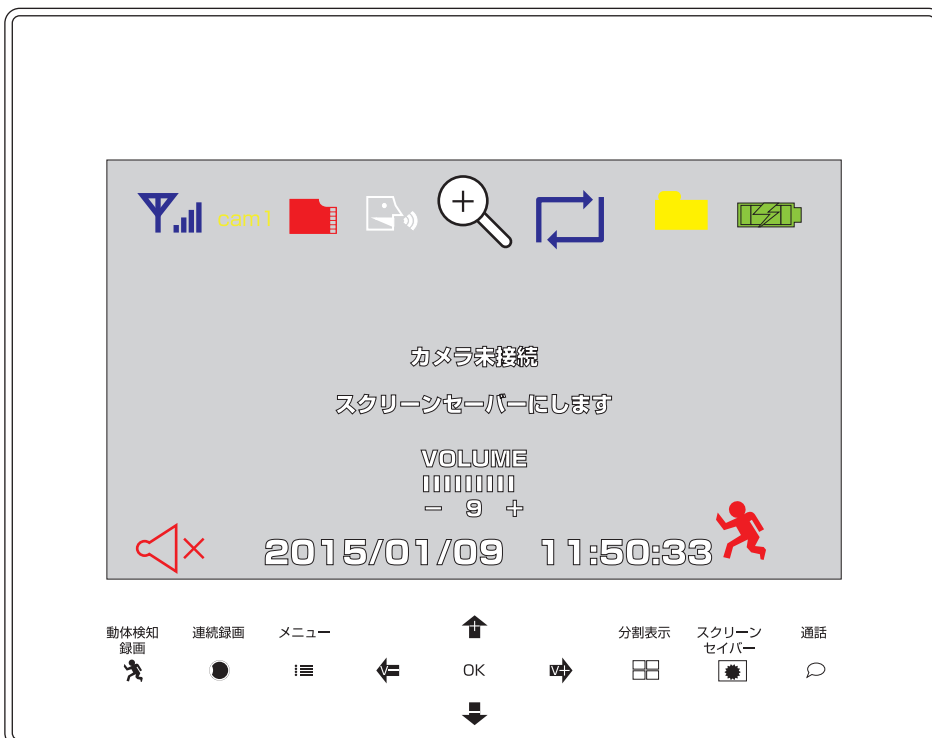 cam1
カメラ未接続
スクリーンセーバーにします
VOLUME
− 9 +
2015/01/09 11:50:33
動体検知
録画
連続録画
メニュー
分割表示
スクリーン
セイバー
通話
V−
OK
V+